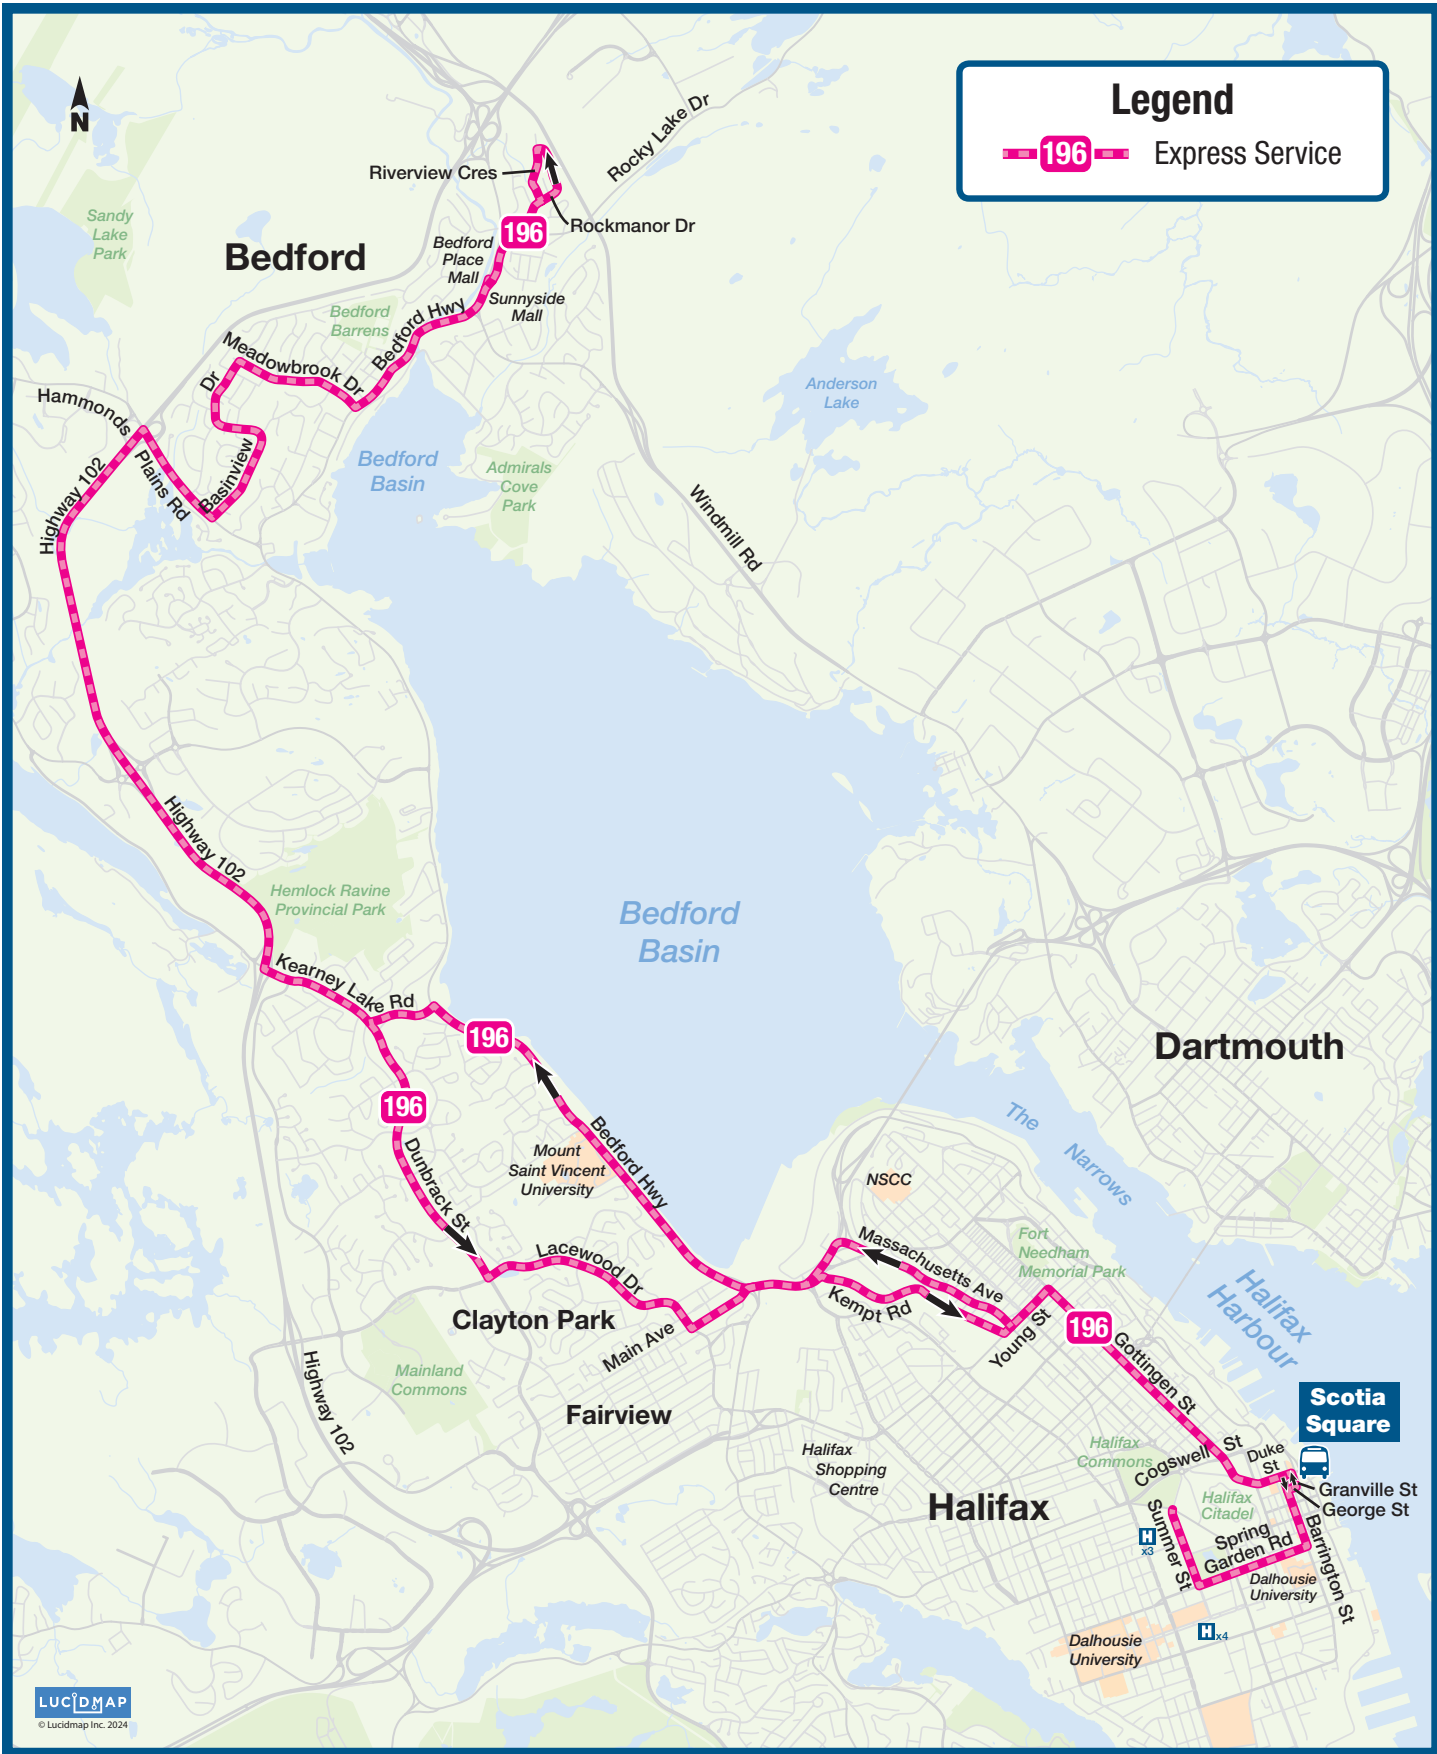 Legend
196
Express Service
N
Rocky Lake Dr
Riverview Cres
Rockmanor Dr
196
Sandy
Lake
Park
Bedford
Bedford
Place
Mall
Sunnyside
Mall
Bedford
Barrens
Bedford Hwy
Meadowbrook Dr
Dr
Basinview
Hammonds
Plains Rd
Highway 102
Anderson
Lake
Bedford
Basin
Admirals
Cove
Park
Windmill Rd
Highway 102
Hemlock Ravine
Provincial Park
Bedford
Basin
Kearney Lake Rd
196
196
Dartmouth
The
Narrows
Dunbrack St
Mount
Saint Vincent
University
Bedford Hwy
NSCC
Lacewood Dr
Massachusetts Ave
Fort
Needham
Memorial Park
Kempt Rd
Young St
196
Gottingen St
Halifax
Harbour
Clayton Park
Main Ave
Mainland
Commons
Highway 102
Fairview
Scotia
Square
Halifax
Shopping
Centre
Halifax
Commons
Cogswell St
Duke
St
Granville St
George St
Halifax
Citadel
Halifax
H
x3
Summer St
Spring
Garden Rd
Barrington St
Dalhousie
University
H
x4
Dalhousie
University
LUCIDMAP
© Lucidmap Inc. 2024